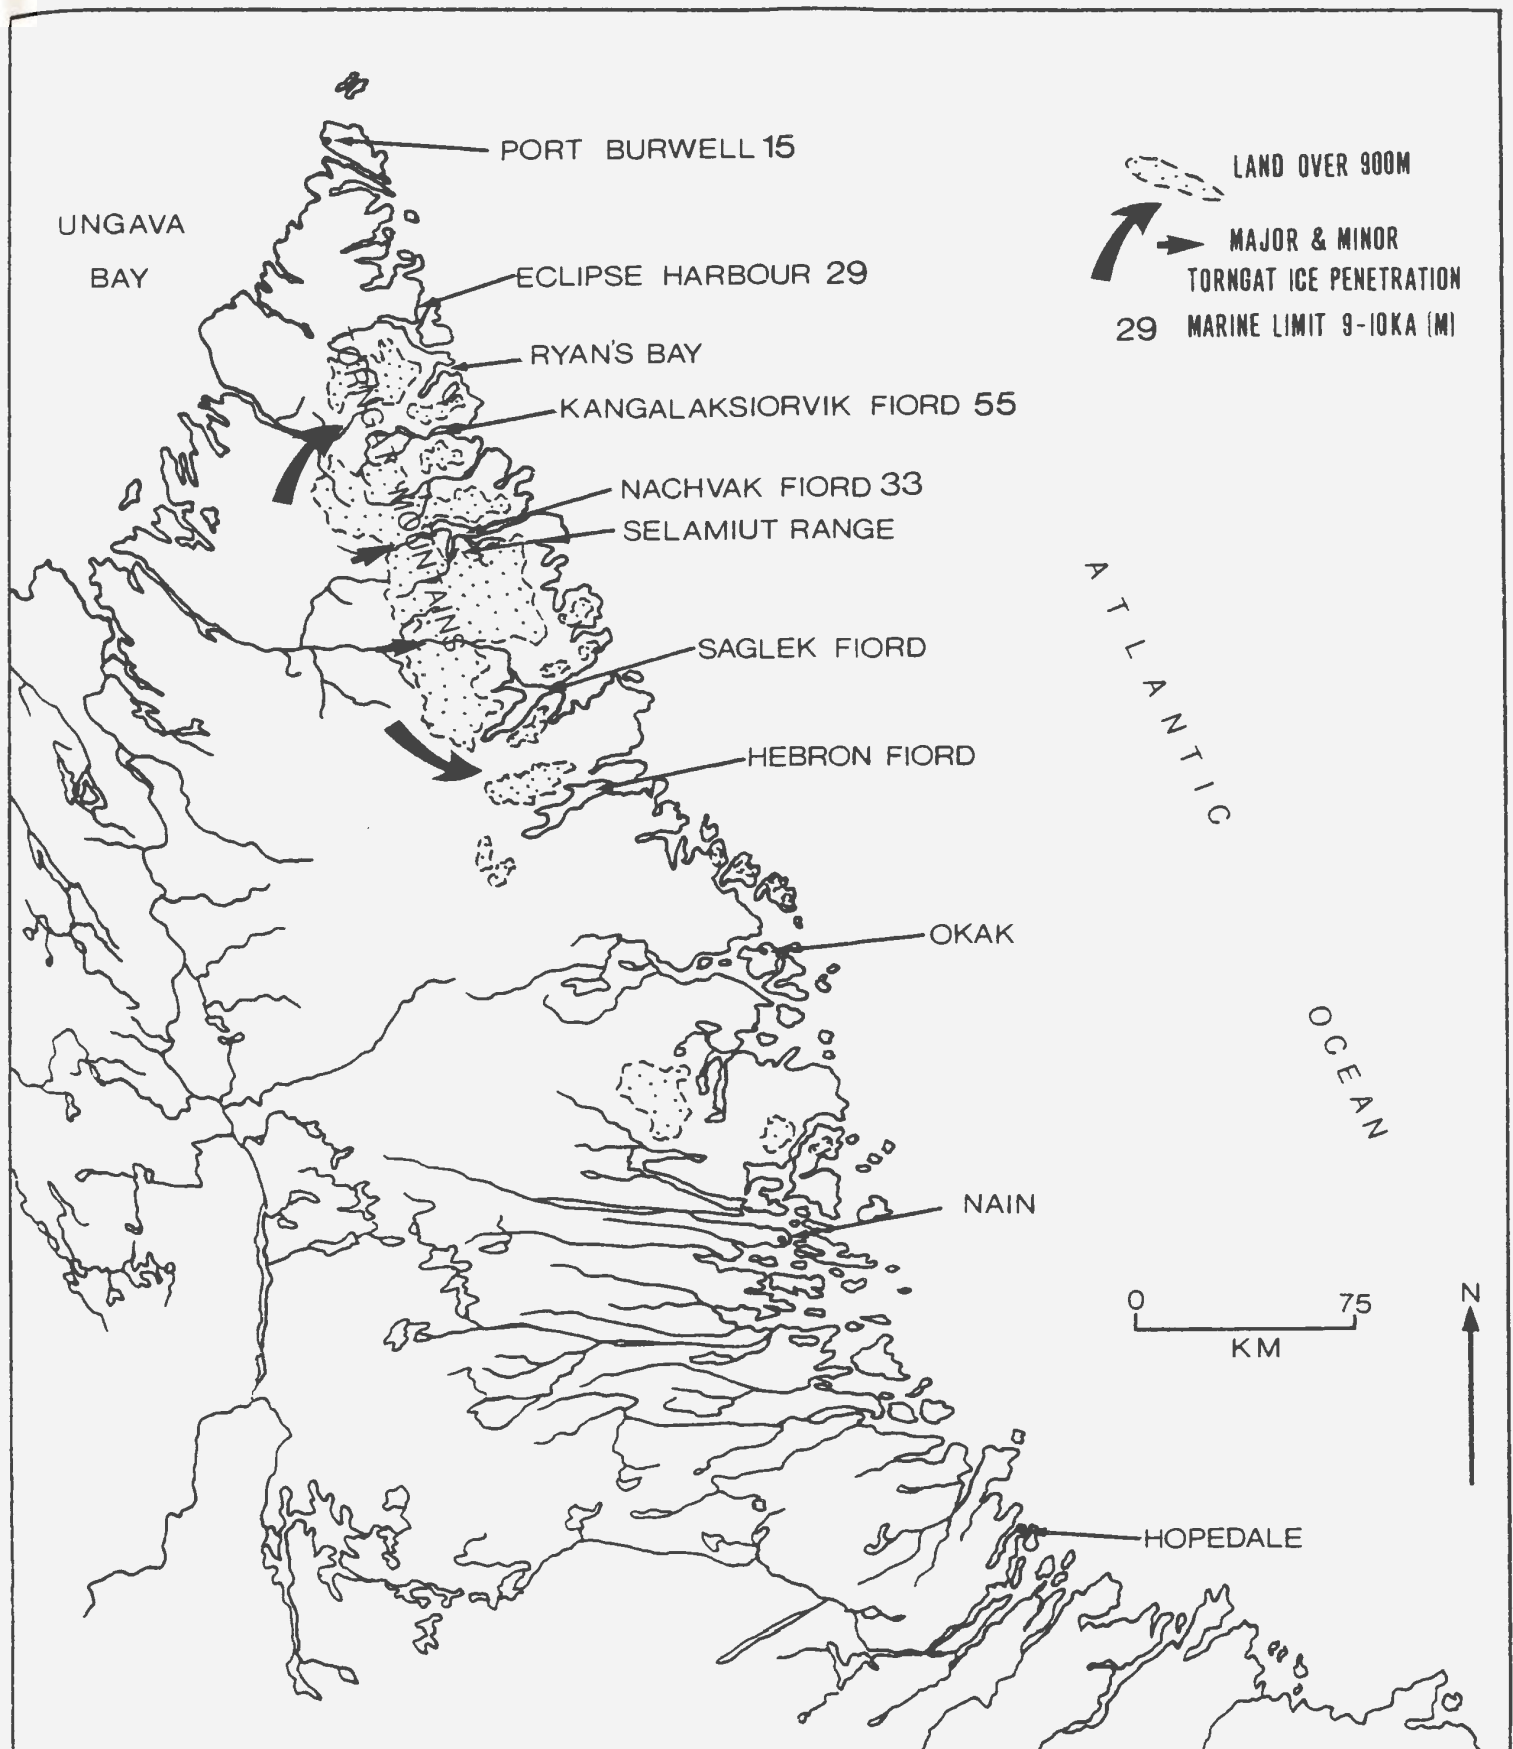 PORT BURWELL 15
LAND OVER 900M
UNGAVA
BAY
MAJOR & MINOR
TORNGAT ICE PENETRATION
ECLIPSE HARBOUR 29
29 MARINE LIMIT 9-10KA (M)
RYAN'S BAY
KANGALAKSIORVIK FIORD 55
NACHVAK FIORD 33
SELAMIUT RANGE
ATLANTIC
SAGLEK FIORD
HEBRON FIORD
OKAK
OCEAN
NAIN
0 75
KM
N
HOPEDALE